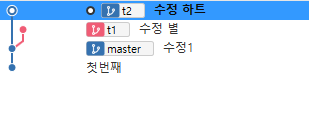 t2 수정 하트
t1 수정 별
master 수정1
첫번째